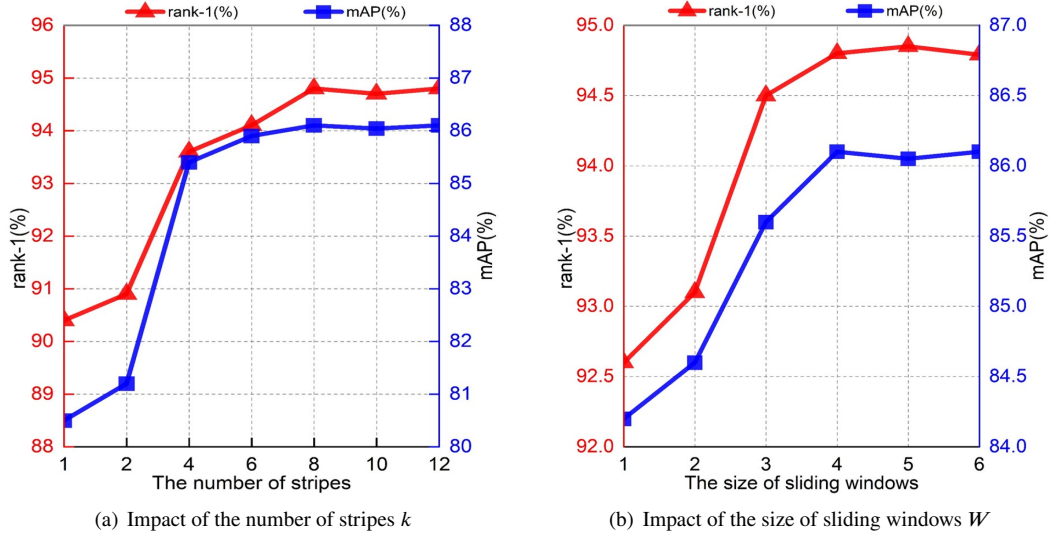 rank-1(%) mAP(%)
96 88
95 87
94 86
93 85
92 84
91 83
90 82
89 81
88 80
rank-1(%)
mAP(%)
1 2 4 6 8 10 12
The number of stripes
(a) Impact of the number of stripes k
rank-1(%) mAP(%)
95.0 87.0
94.5 86.5
94.0 86.0
93.5 85.5
93.0 85.0
92.5 84.5
92.0 84.0
rank-1(%)
mAP(%)
1 2 3 4 5 6
The size of sliding windows
(b) Impact of the size of sliding windows W